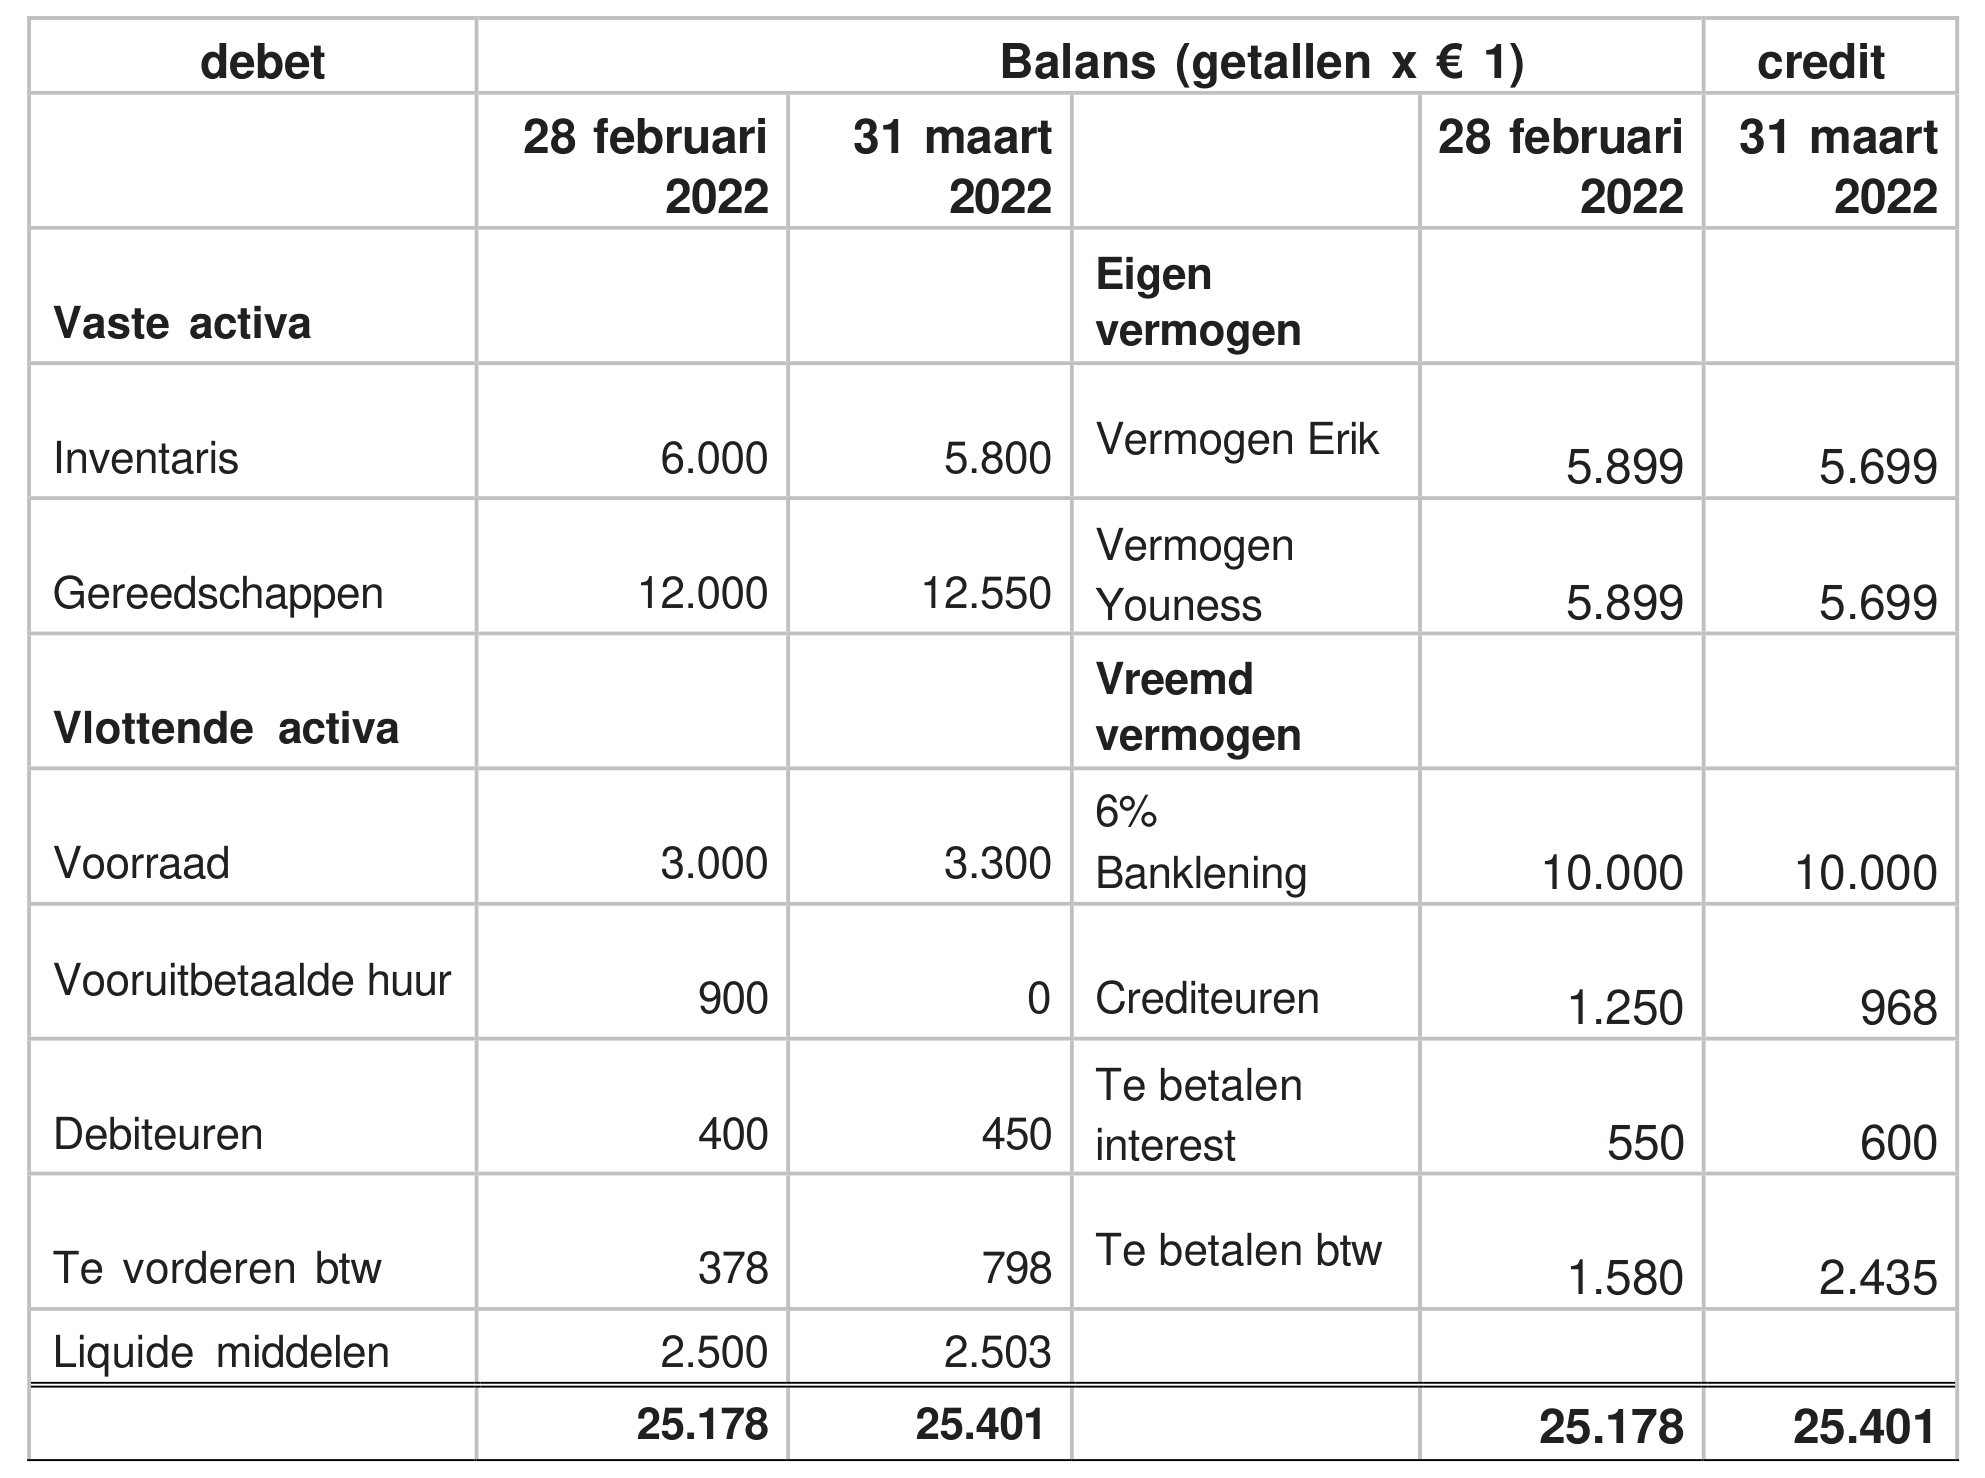 debet Balans (getallen x € 1) credit
28 februari 2022 31 maart 2022 28 februari 2022 31 maart 2022
Vaste activa Eigen vermogen
Inventaris 6.000 5.800 Vermogen Erik 5.899 5.699
Gereedschappen 12.000 12.550 Vermogen Youness 5.899 5.699
Vlottende activa Vreemd vermogen
Voorraad 3.000 3.300 6% Banklening 10.000 10.000
Vooruitbetaalde huur 900 0 Crediteuren 1.250 968
Debiteuren 400 450 Te betalen interest 550 600
Te vorderen btw 378 798 Te betalen btw 1.580 2.435
Liquide middelen 2.500 2.503
25.178 25.401 25.178 25.401